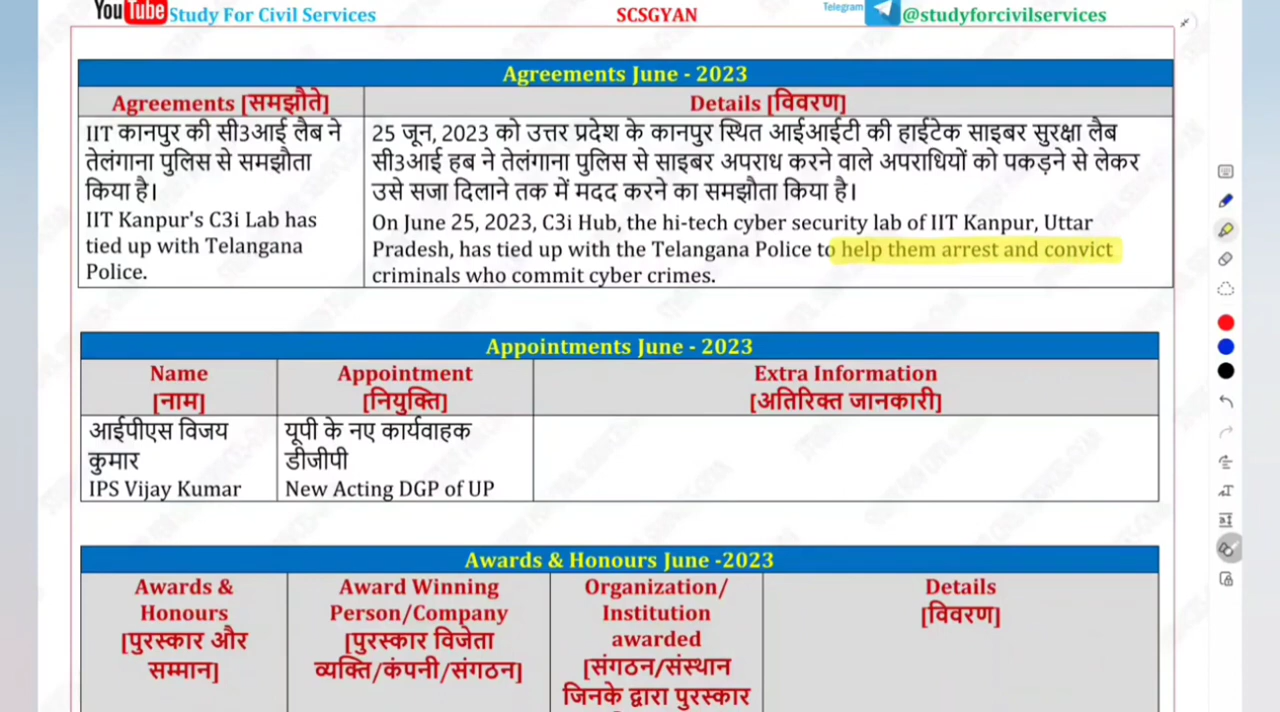 YouTube Study For Civil Services SCSGYAN Telegram @studyforcivilservices
Agreements June - 2023
Agreements [समझौते] Details [विवरण]
IIT कानपुर की सी3आई लैब ने
तेलंगाना पुलिस से समझौता
किया है।
IIT Kanpur's C3i Lab has
tied up with Telangana
Police.
25 जून, 2023 को उत्तर प्रदेश के कानपुर स्थित आईआईटी की हाईटेक साइबर सुरक्षा लैब
सी3आई हब ने तेलंगाना पुलिस से साइबर अपराध करने वाले अपराधियों को पकड़ने से लेकर
उसे सजा दिलाने तक में मदद करने का समझौता किया है।
On June 25, 2023, C3i Hub, the hi-tech cyber security lab of IIT Kanpur, Uttar
Pradesh, has tied up with the Telangana Police to help them arrest and convict
criminals who commit cyber crimes.
Appointments June - 2023
Name
[नाम]
Appointment
[नियुक्ति]
Extra Information
[अतिरिक्त जानकारी]
आईपीएस विजय
कुमार
IPS Vijay Kumar
यूपी के नए कार्यवाहक
डीजीपी
New Acting DGP of UP
Awards & Honours June -2023
Awards &
Honours
[पुरस्कार और
सम्मान]
Award Winning
Person/Company
[पुरस्कार विजेता
व्यक्ति/कंपनी/संगठन]
Organization/
Institution
awarded
[संगठन/संस्थान
जिनके द्वारा पुरस्कार
Details
[विवरण]